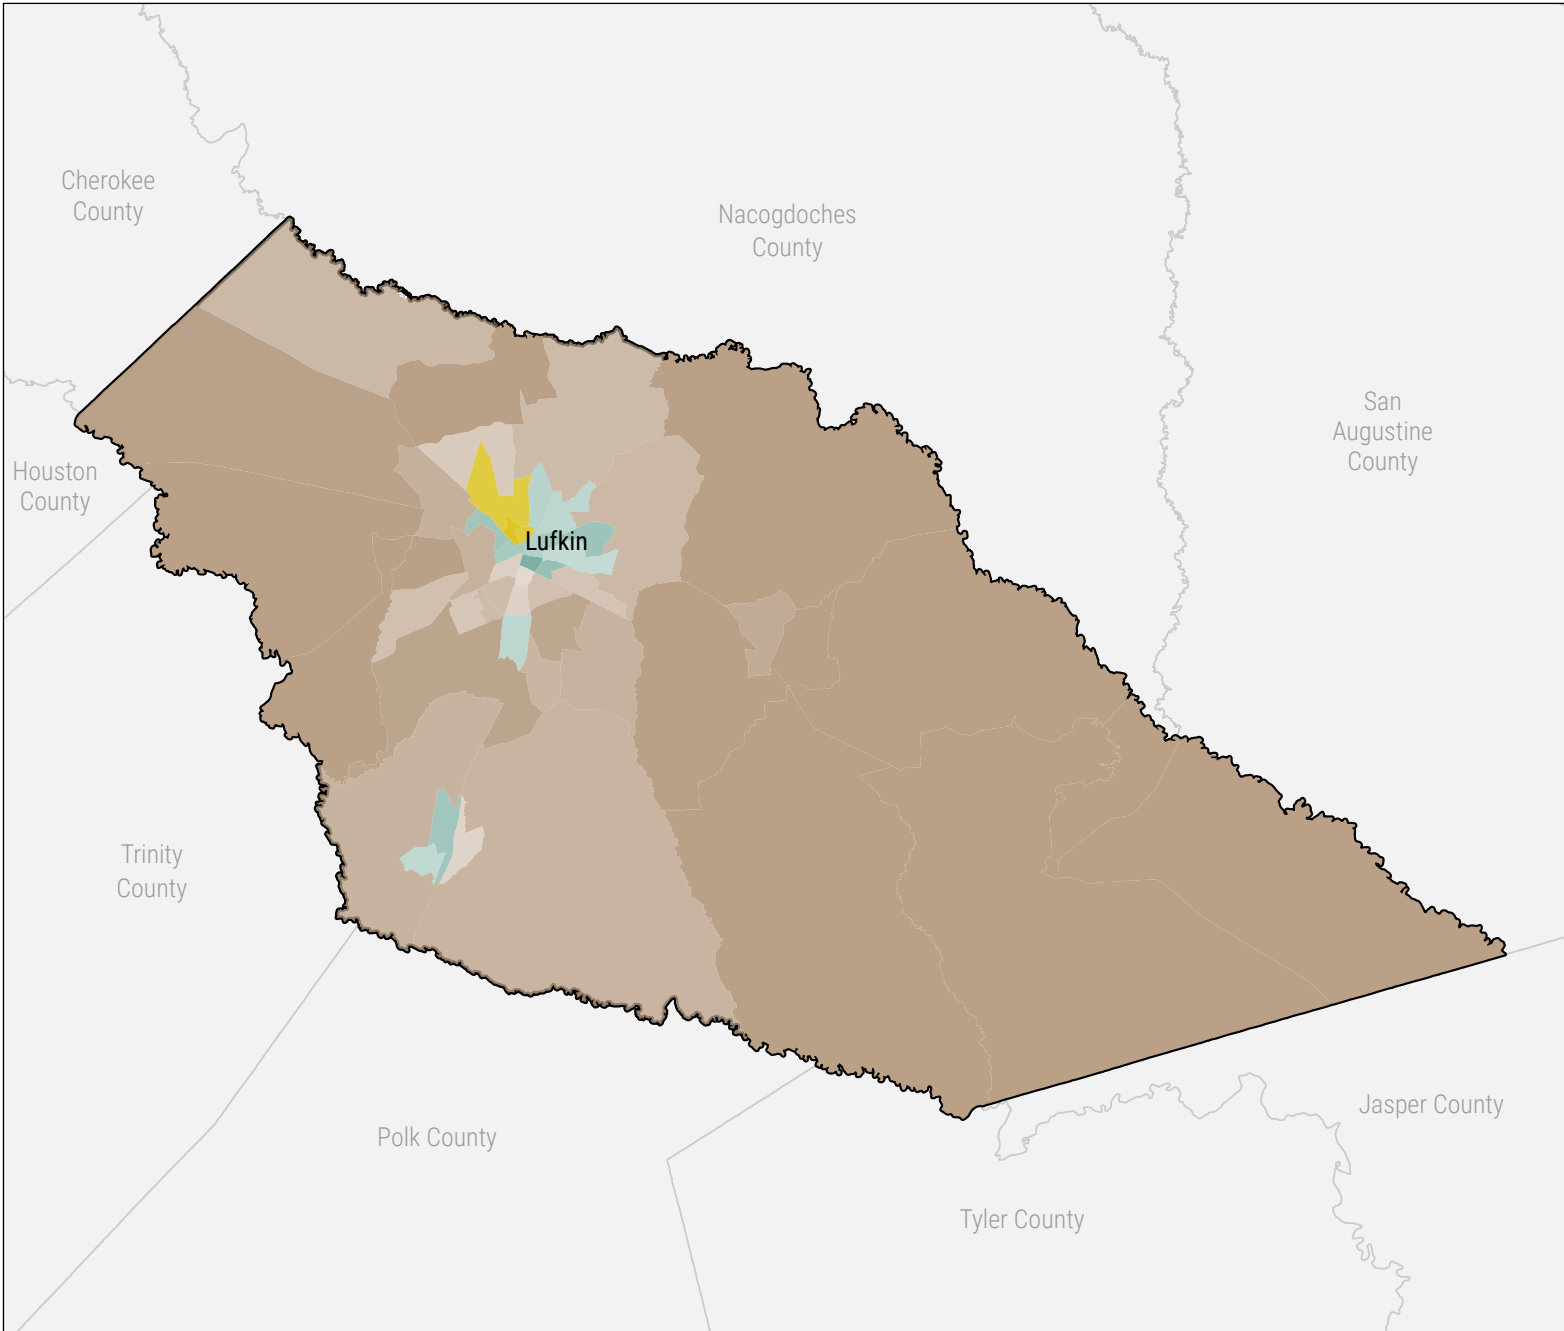 Cherokee
County
Nacogdoches
County
San
Augustine
County
Houston
County
Lufkin
Trinity
County
Polk County
Jasper County
Tyler County